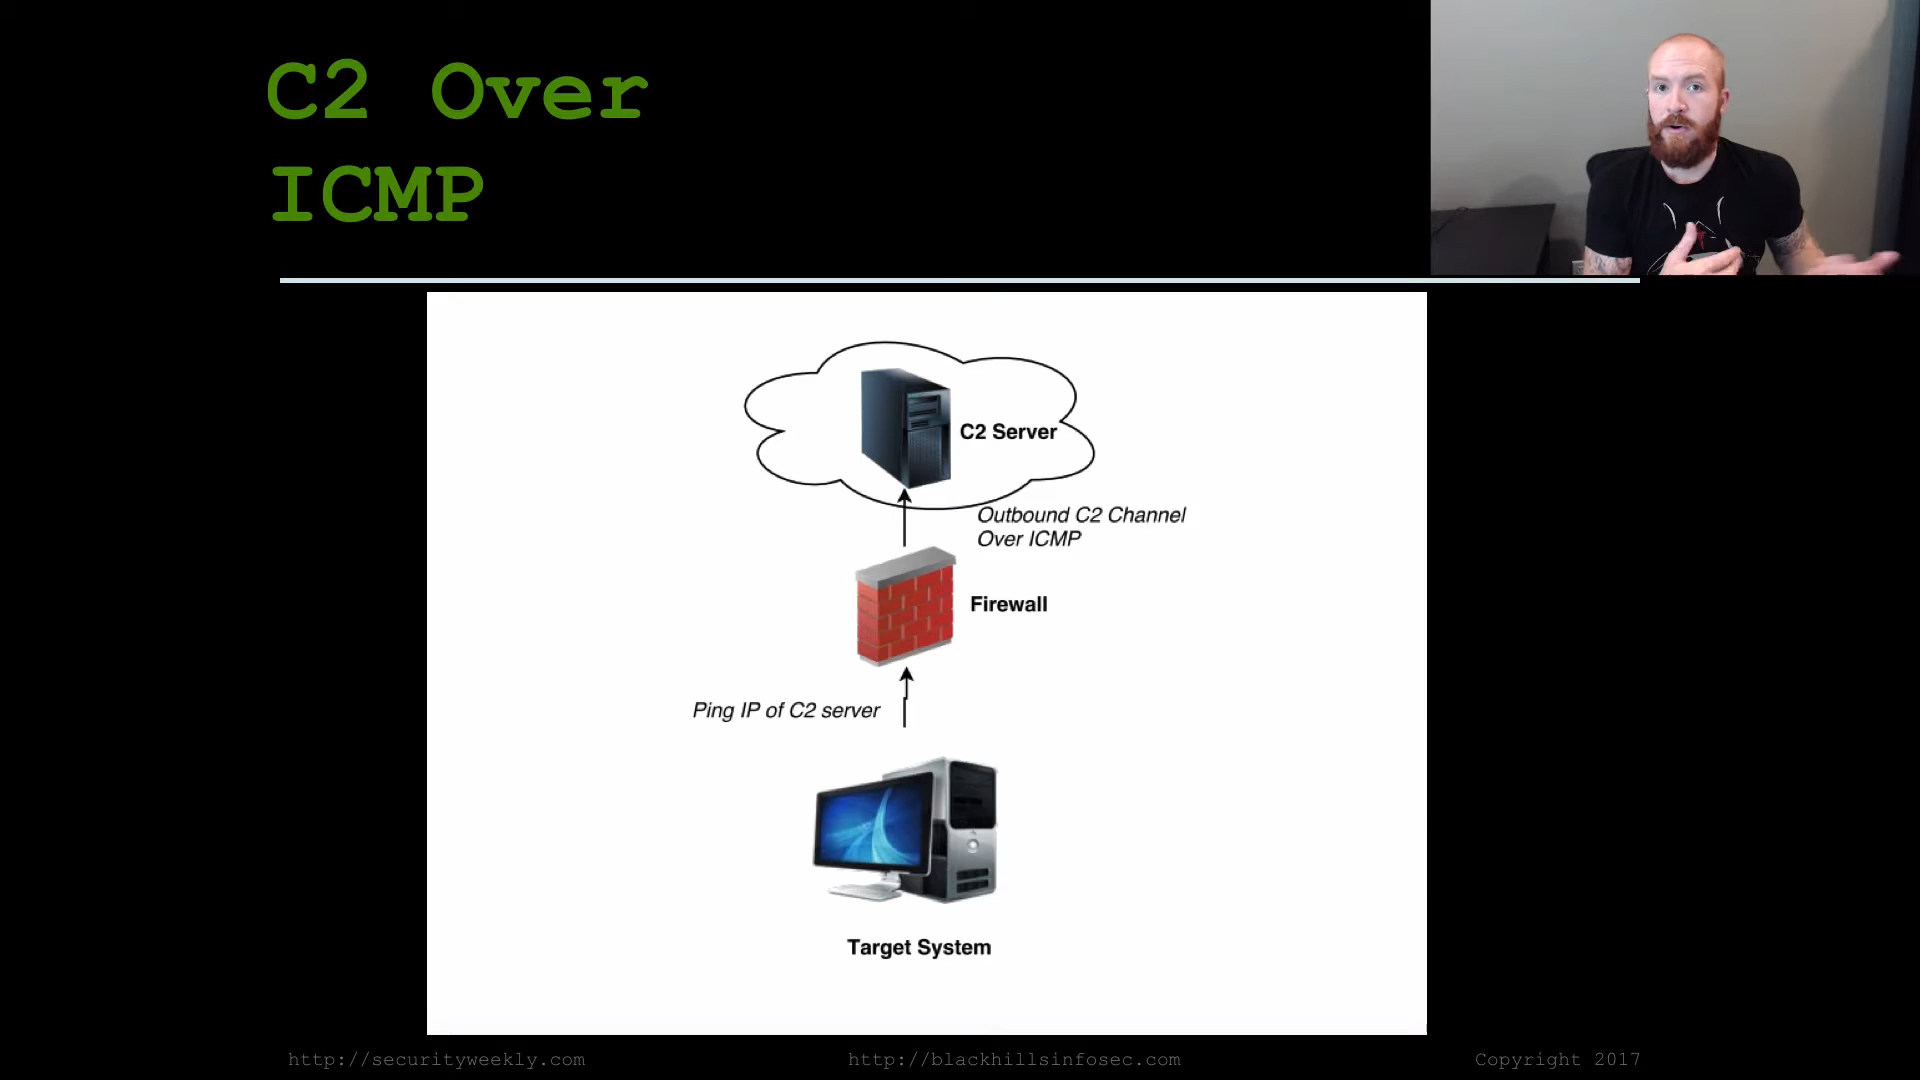 C2 Over
ICMP
C2 Server
Outbound C2 Channel
Over ICMP
Firewall
Ping IP of C2 server
Target System
http://securityweekly.com
http://blackhillsinfosec.com
Copyright 2017